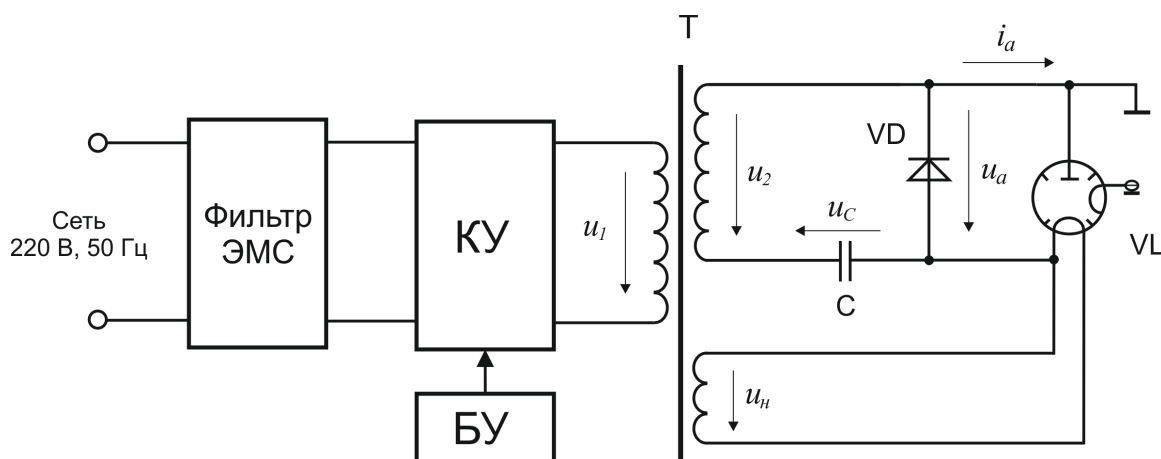 T
i_a
VD
u_2
u_a
Фильтр
ЭМС
КУ
u_1
u_C
Сеть
220 В, 50 Гц
VL
C
u_н
БУ